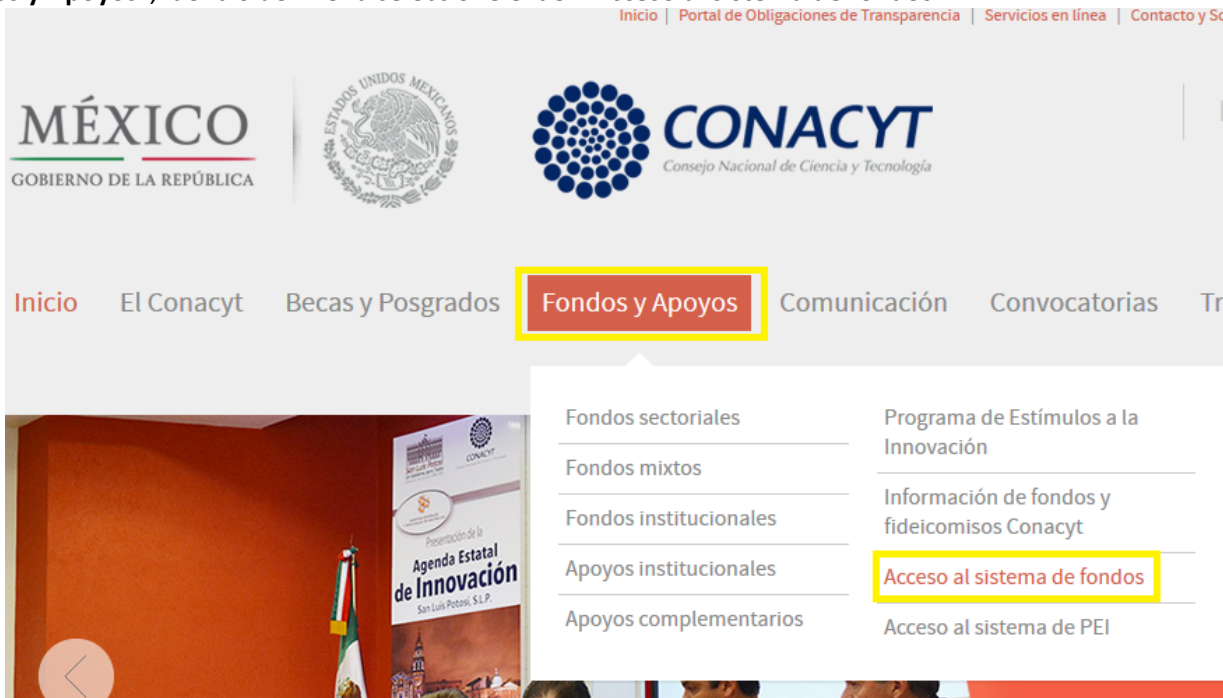 Inicio | Portal de Obligaciones de Transparencia | Servicios en línea | Contacto y
MÉXICO
GOBIERNO DE LA REPÚBLICA
ESTADOS UNIDOS MEXICANOS
CONACYT
Consejo Nacional de Ciencia y Tecnología
Inicio El Conacyt Becas y Posgrados Fondos y Apoyos Comunicación Convocatorias
Fondos sectoriales
Fondos mixtos
Fondos institucionales
Apoyos institucionales
Apoyos complementarios
Programa de Estímulos a la
Innovación
Información de fondos y
fideicomisos Conacyt
Acceso al sistema de fondos
Acceso al sistema de PEI
San Luis Potosí
CONACYT
Presentación de la
Agenda Estatal
de Innovación
San Luis Potosí, S.L.P.